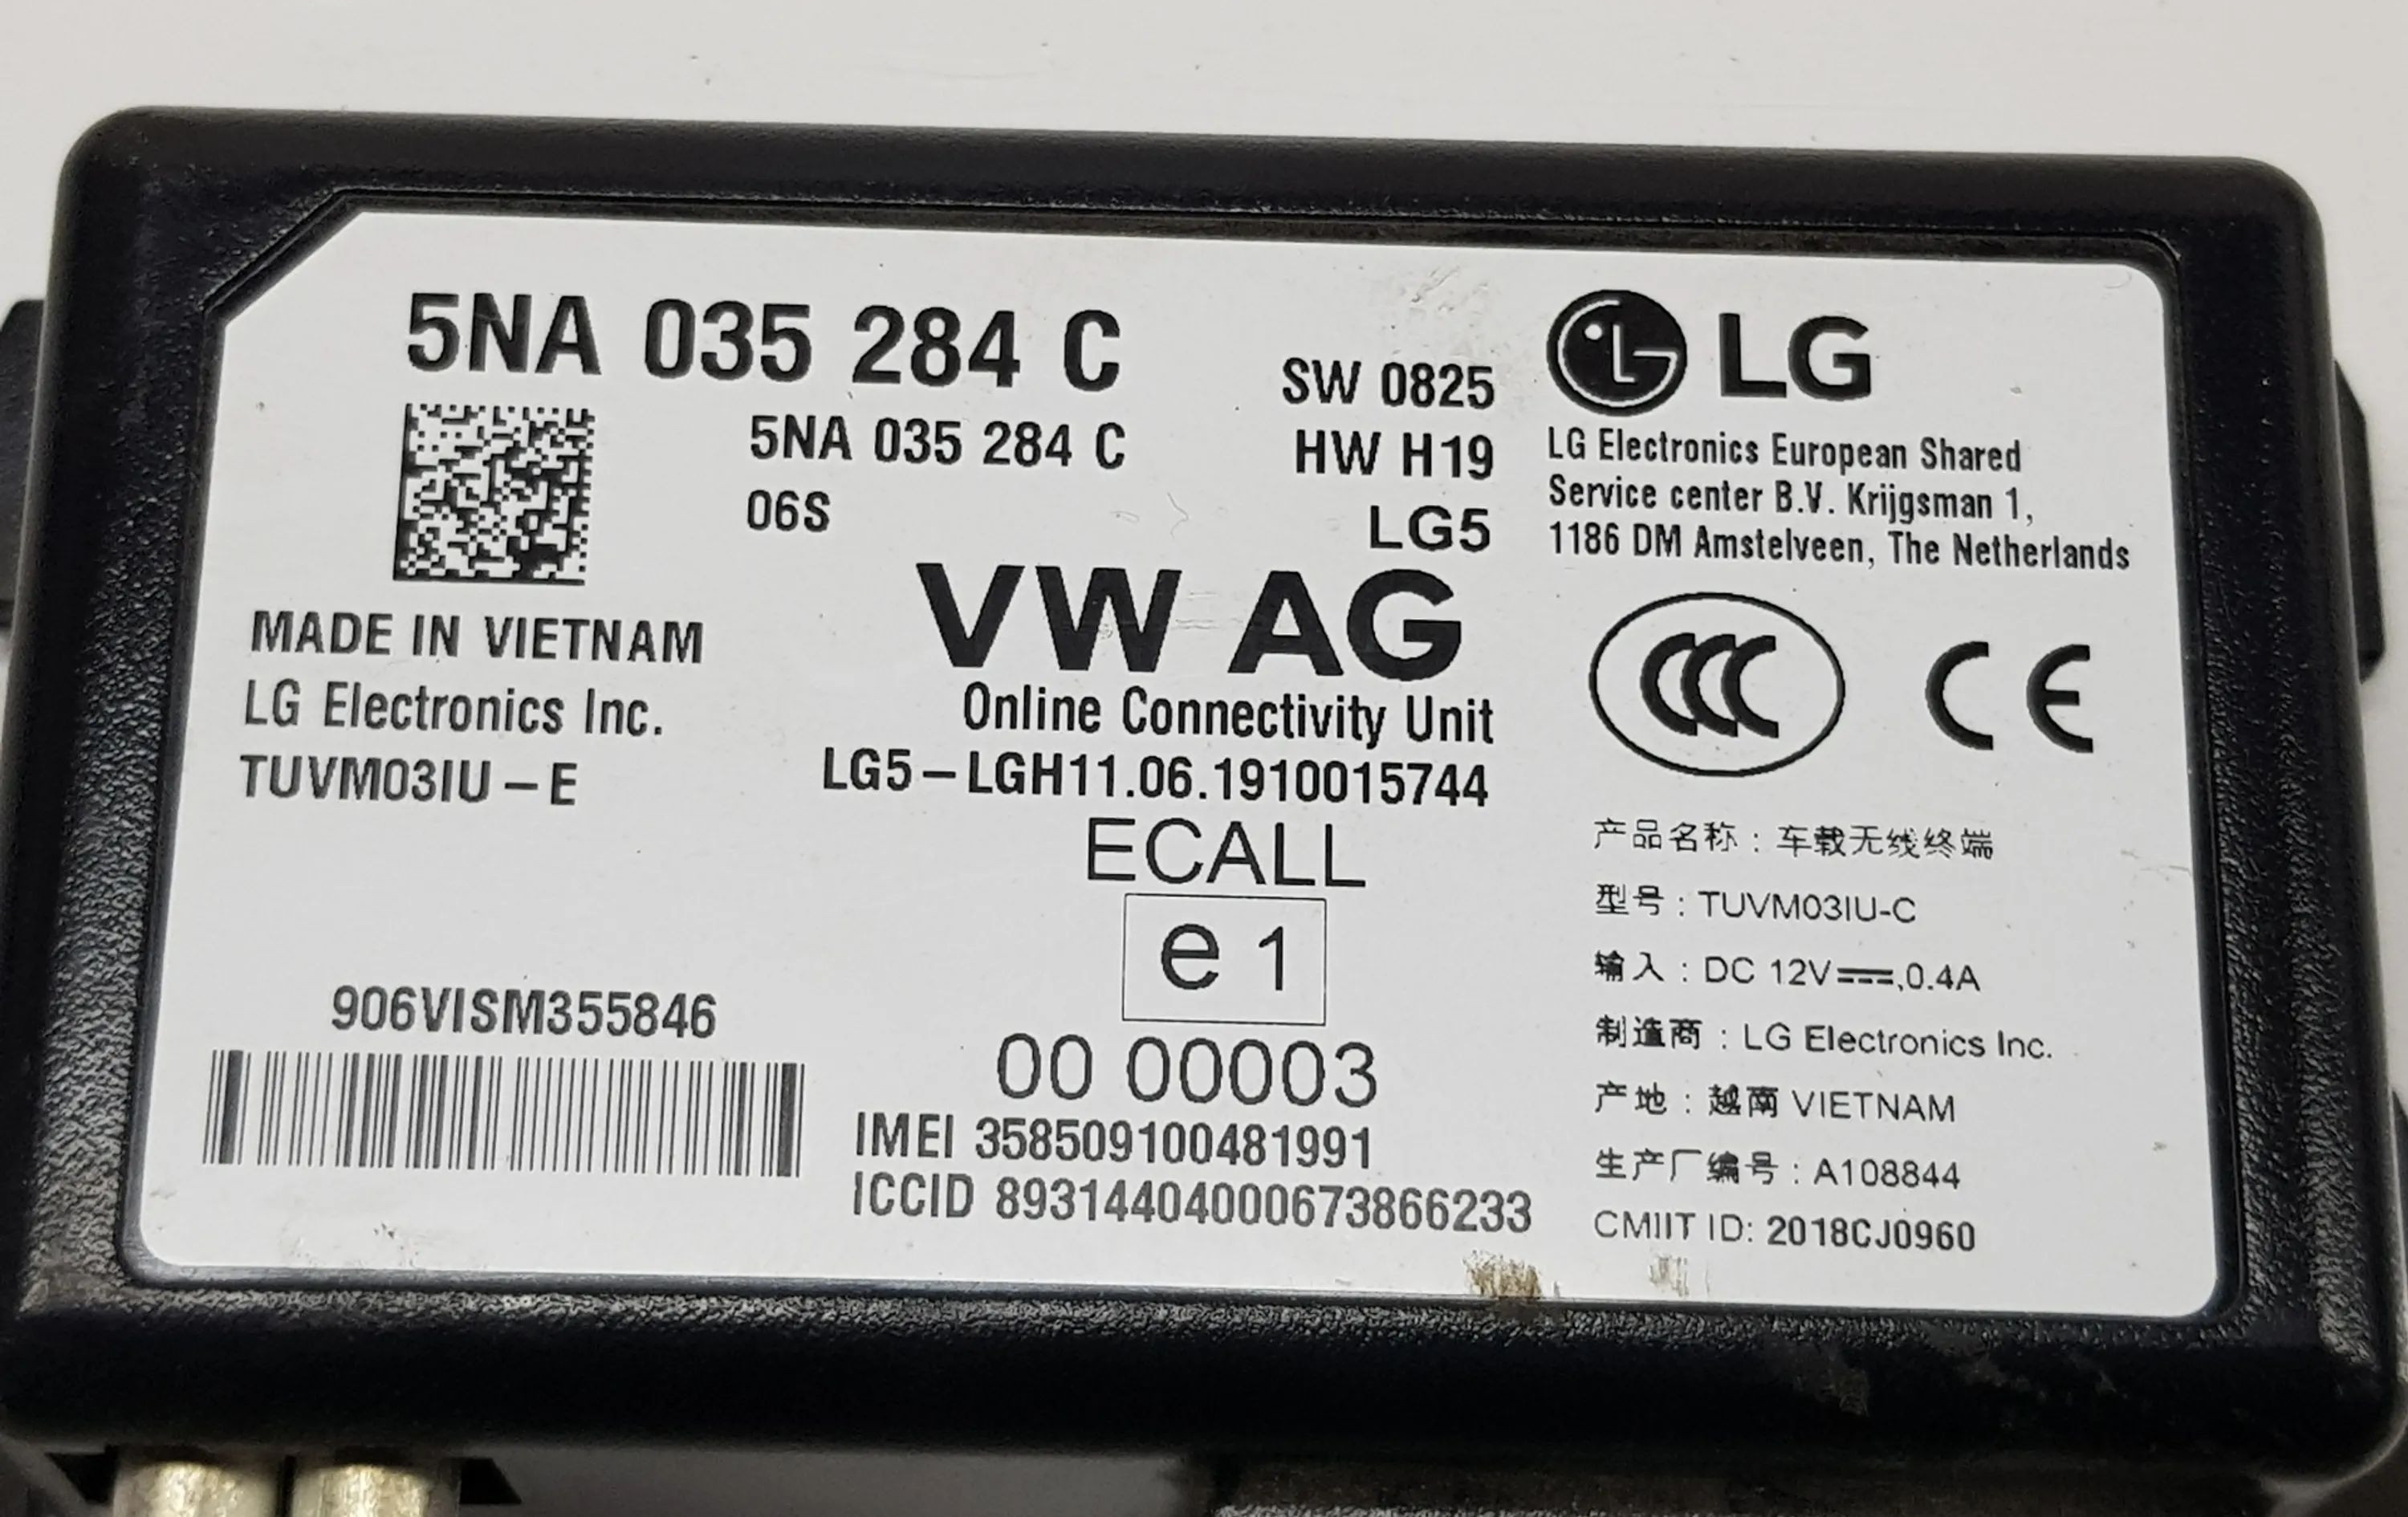 5NA 035 284 C
5NA 035 284 C
06S
SW 0825
HW H19
LG5
MADE IN VIETNAM
LG Electronics Inc.
TUVM03IU-E
906VISM355846
VW AG
Online Connectivity Unit
LG5-LGH11.06.1910015744
ECALL
e 1
00 00003
IMEI 358509100481991
ICCID 89314404000673866233
LG
LG Electronics European Shared
Service center B.V. Krijgsman 1,
1186 DM Amstelveen, The Netherlands
CCC CE
产品名称：车载无线终端
型号：TUVM03IU-C
输入：DC 12V⎓,0.4A
制造商：LG Electronics Inc.
产地：越南 VIETNAM
生产厂编号：A108844
CMIIT ID: 2018CJ0960